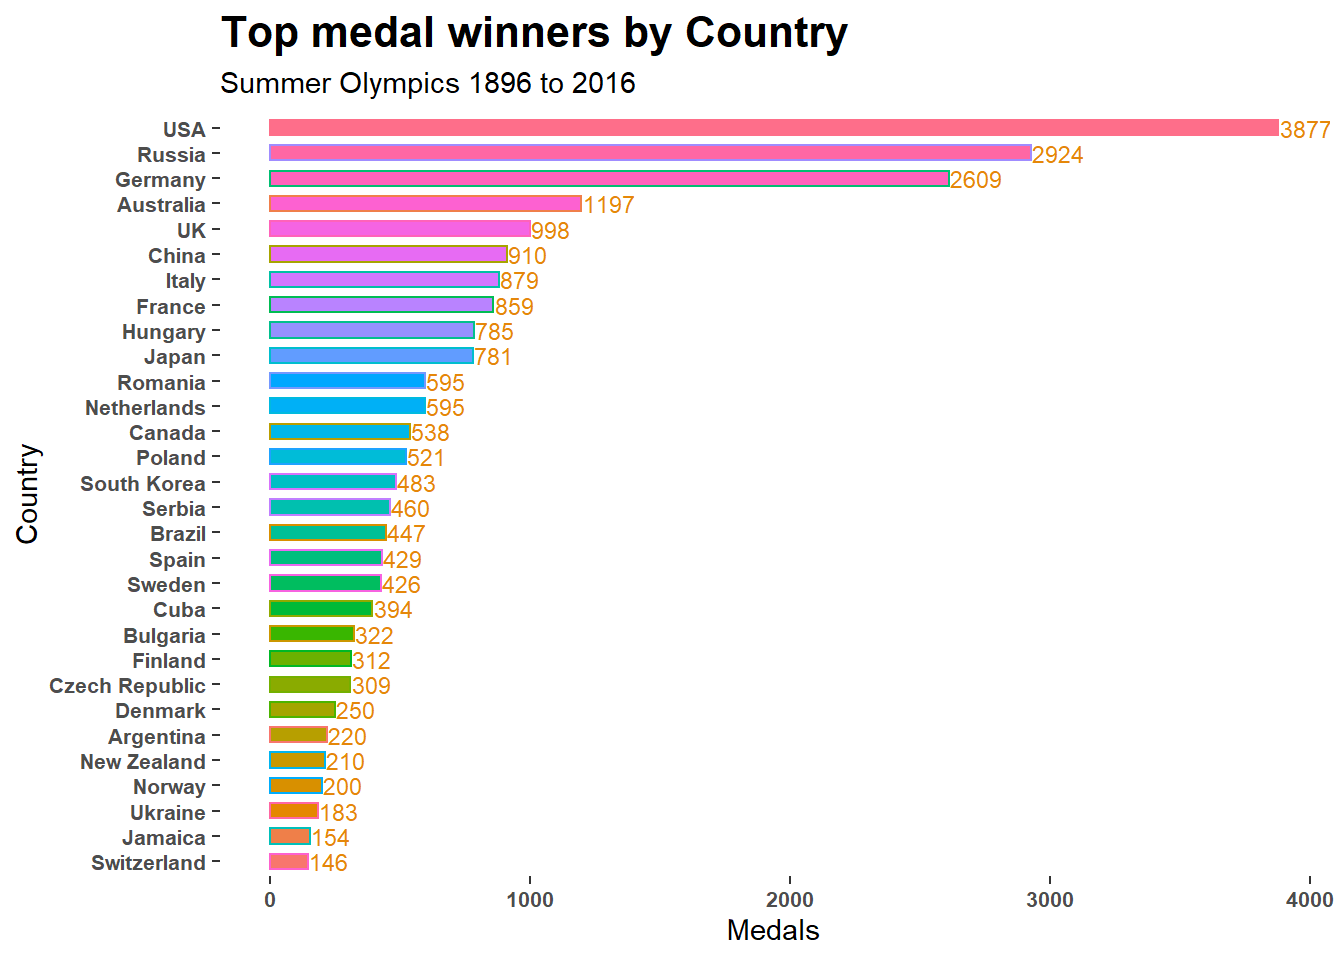 Top medal winners by Country
Summer Olympics 1896 to 2016
USA 3877
Russia 2924
Germany 2609
Australia 1197
UK 998
China 910
Italy 879
France 859
Hungary 785
Japan 781
Romania 595
Netherlands 595
Canada 538
Poland 521
South Korea 483
Serbia 460
Brazil 447
Spain 429
Sweden 426
Cuba 394
Bulgaria 322
Finland 312
Czech Republic 309
Denmark 250
Argentina 220
New Zealand 210
Norway 200
Ukraine 183
Jamaica 154
Switzerland 146
Country
0 1000 2000 3000 4000
Medals